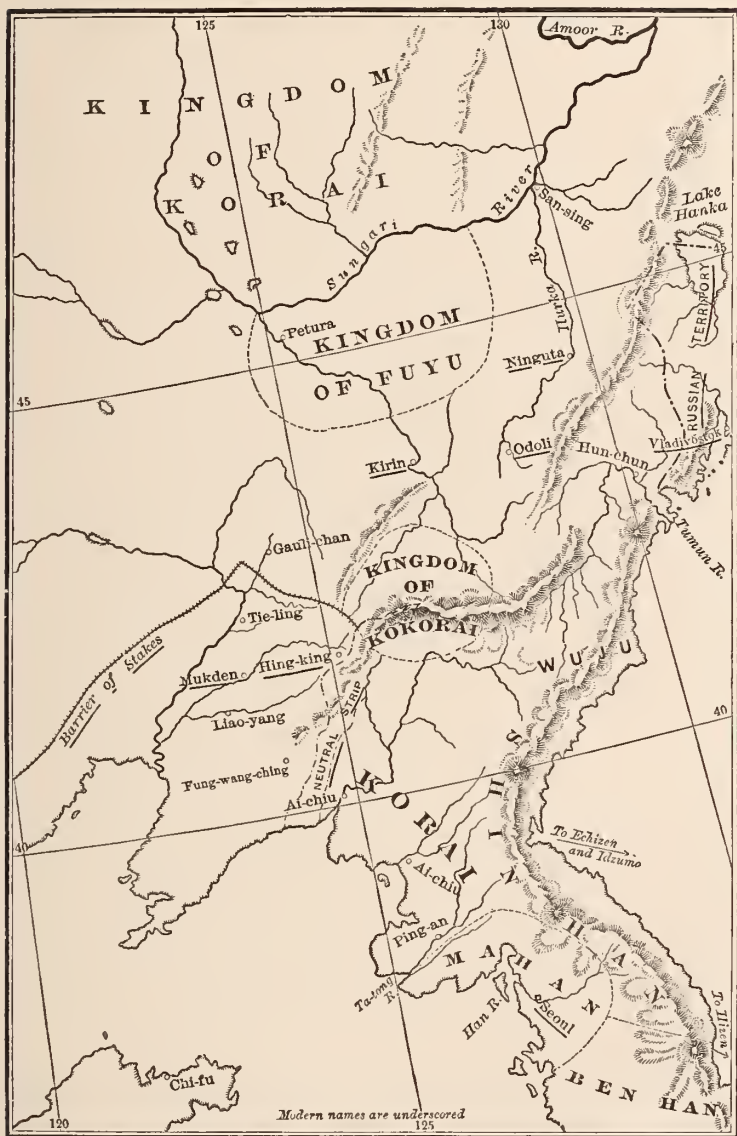 125
130
Amoor R.
KINGDOM
OF
KORAI
Sungari River
San-sing
Lake
Hanka
45
Hurka R.
RUSSIAN TERRITORY
Petura
KINGDOM
OF FUYU
Ninguta
45
Odoli
Hun-chun
Vladivostok
Kirin
Tumun R.
Gauli-chan
KINGDOM
OF
KOKORAI
Tie-ling
WUJU
Barrier of Stakes
Mukden
Hing-king
Liao-yang
NEUTRAL STRIP
40
Fung-wang-ching
Ai-chiu
KORAI
SHIN HAN
40
To Echizen
and Idzumo
Ai-chiu
Ping-an
MAHAN
Ta-tong
R.
Han R.
Seoul
To Hizen
BEN HAN
Chi-fu
120
Modern names are underscored
125